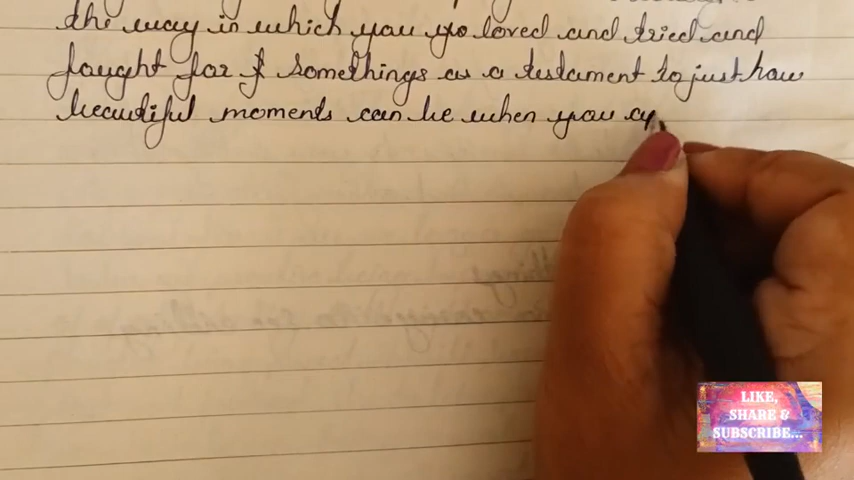 the way in which you yo loved and tried and
fought for somethings as a testament to just how
beautiful moments can be when you
LIKE,
SHARE &
SUBSCRIBE...